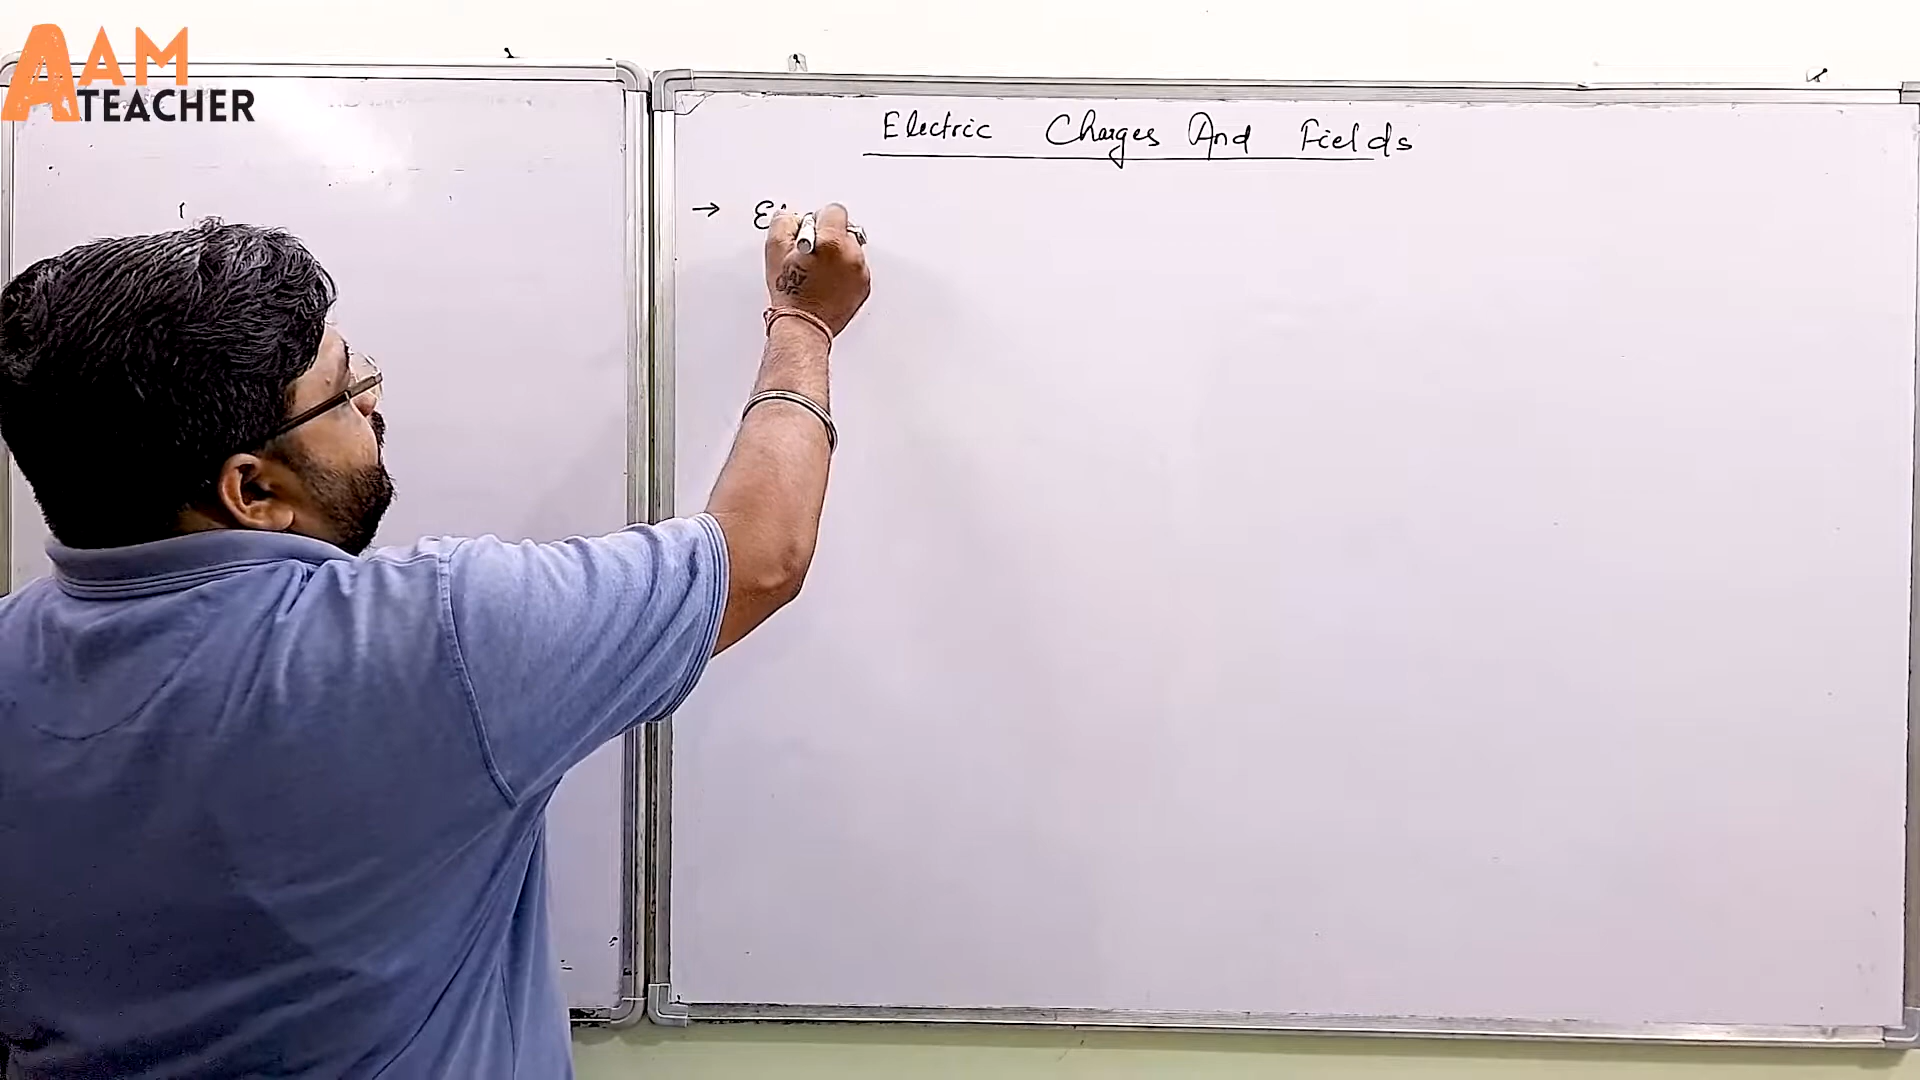 AAM
TEACHER
Electric Charges And Fields
→